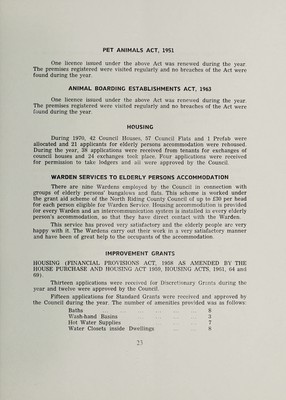 PET ANIMALS ACT, 1951
One licence issued under the above Act was renewed during the year.
The premises registered were visited regularly and no breaches of the Act were
found during the year.
ANIMAL BOARDING ESTABLISHMENTS ACT, 1963
One licence issued under the above Act was renewed during the year.
The premises registered were visited regularly and no breaches of the Act were
found during the year.
HOUSING
During 1970, 42 Council Houses, 57 Council Flats and 1 Prefab were
allocated and 21 applicants for elderly persons accommodation were rehoused.
During the year, 38 applications were received from tenants for exchanges of
council houses and 24 exchanges took place. Four applications were received
for permission to take lodgers and all were approved by the Council.
WARDEN SERVICES TO ELDERLY PERSONS ACCOMMODATION
There are nine Wardens employed by the Council in connection with
groups of elderly persons' bungalows and flats. This scheme is worked under
the grant and scheme of the North Riding County Council of up to £30 per head
for each person eligible for Warden Service. Housing accommodation is provided
for every Warden and an intercommunication system is installed in every elderly
person's accommodation, so that they have direct contact with the Warden.
This service has proved very satisfactory and the elderly people are very
happy with it. The Wardens carry out their work in a very satisfactory manner
and have been of great help to the occupants of the accommodation.
IMPROVEMENT GRANTS
HOUSING (FINANCIAL PROVISIONS ACT, 1958 AS AMENDED BY THE
HOUSE PURCHASE AND HOUSING ACT 1959, HOUSING ACTS, 1961, 64 and
69).
Thirteen applications were received for Discretionary Grants during the
year and twelve were approved by the Council.
Fifteen applications for Standard Grants were received and approved by
the Council during the year. The number of amenities provided was as follows:
Baths ... ... ... 8
Wash-hand Basins ... ... ... 3
Hot Water Supplies ... ... ... 7
Water Closets inside Dwellings ... ... 8
23